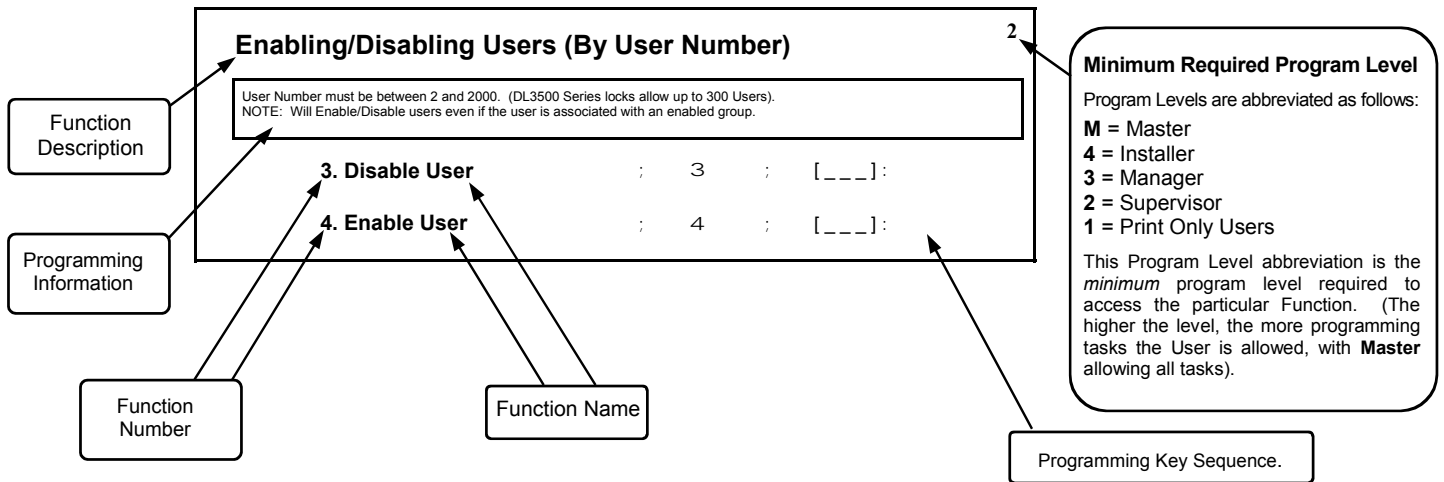 Enabling/Disabling Users (By User Number)
2
User Number must be between 2 and 2000. (DL3500 Series locks allow up to 300 Users).
NOTE: Will Enable/Disable users even if the user is associated with an enabled group.
3. Disable User ; 3 ; [_ _ _]:
4. Enable User ; 4 ; [_ _ _]:
Function
Description
Programming
Information
Function
Number
Function Name
Programming Key Sequence.
Minimum Required Program Level
Program Levels are abbreviated as follows:
M = Master
4 = Installer
3 = Manager
2 = Supervisor
1 = Print Only Users
This Program Level abbreviation is the
minimum program level required to
access the particular Function. (The
higher the level, the more programming
tasks the User is allowed, with Master
allowing all tasks).